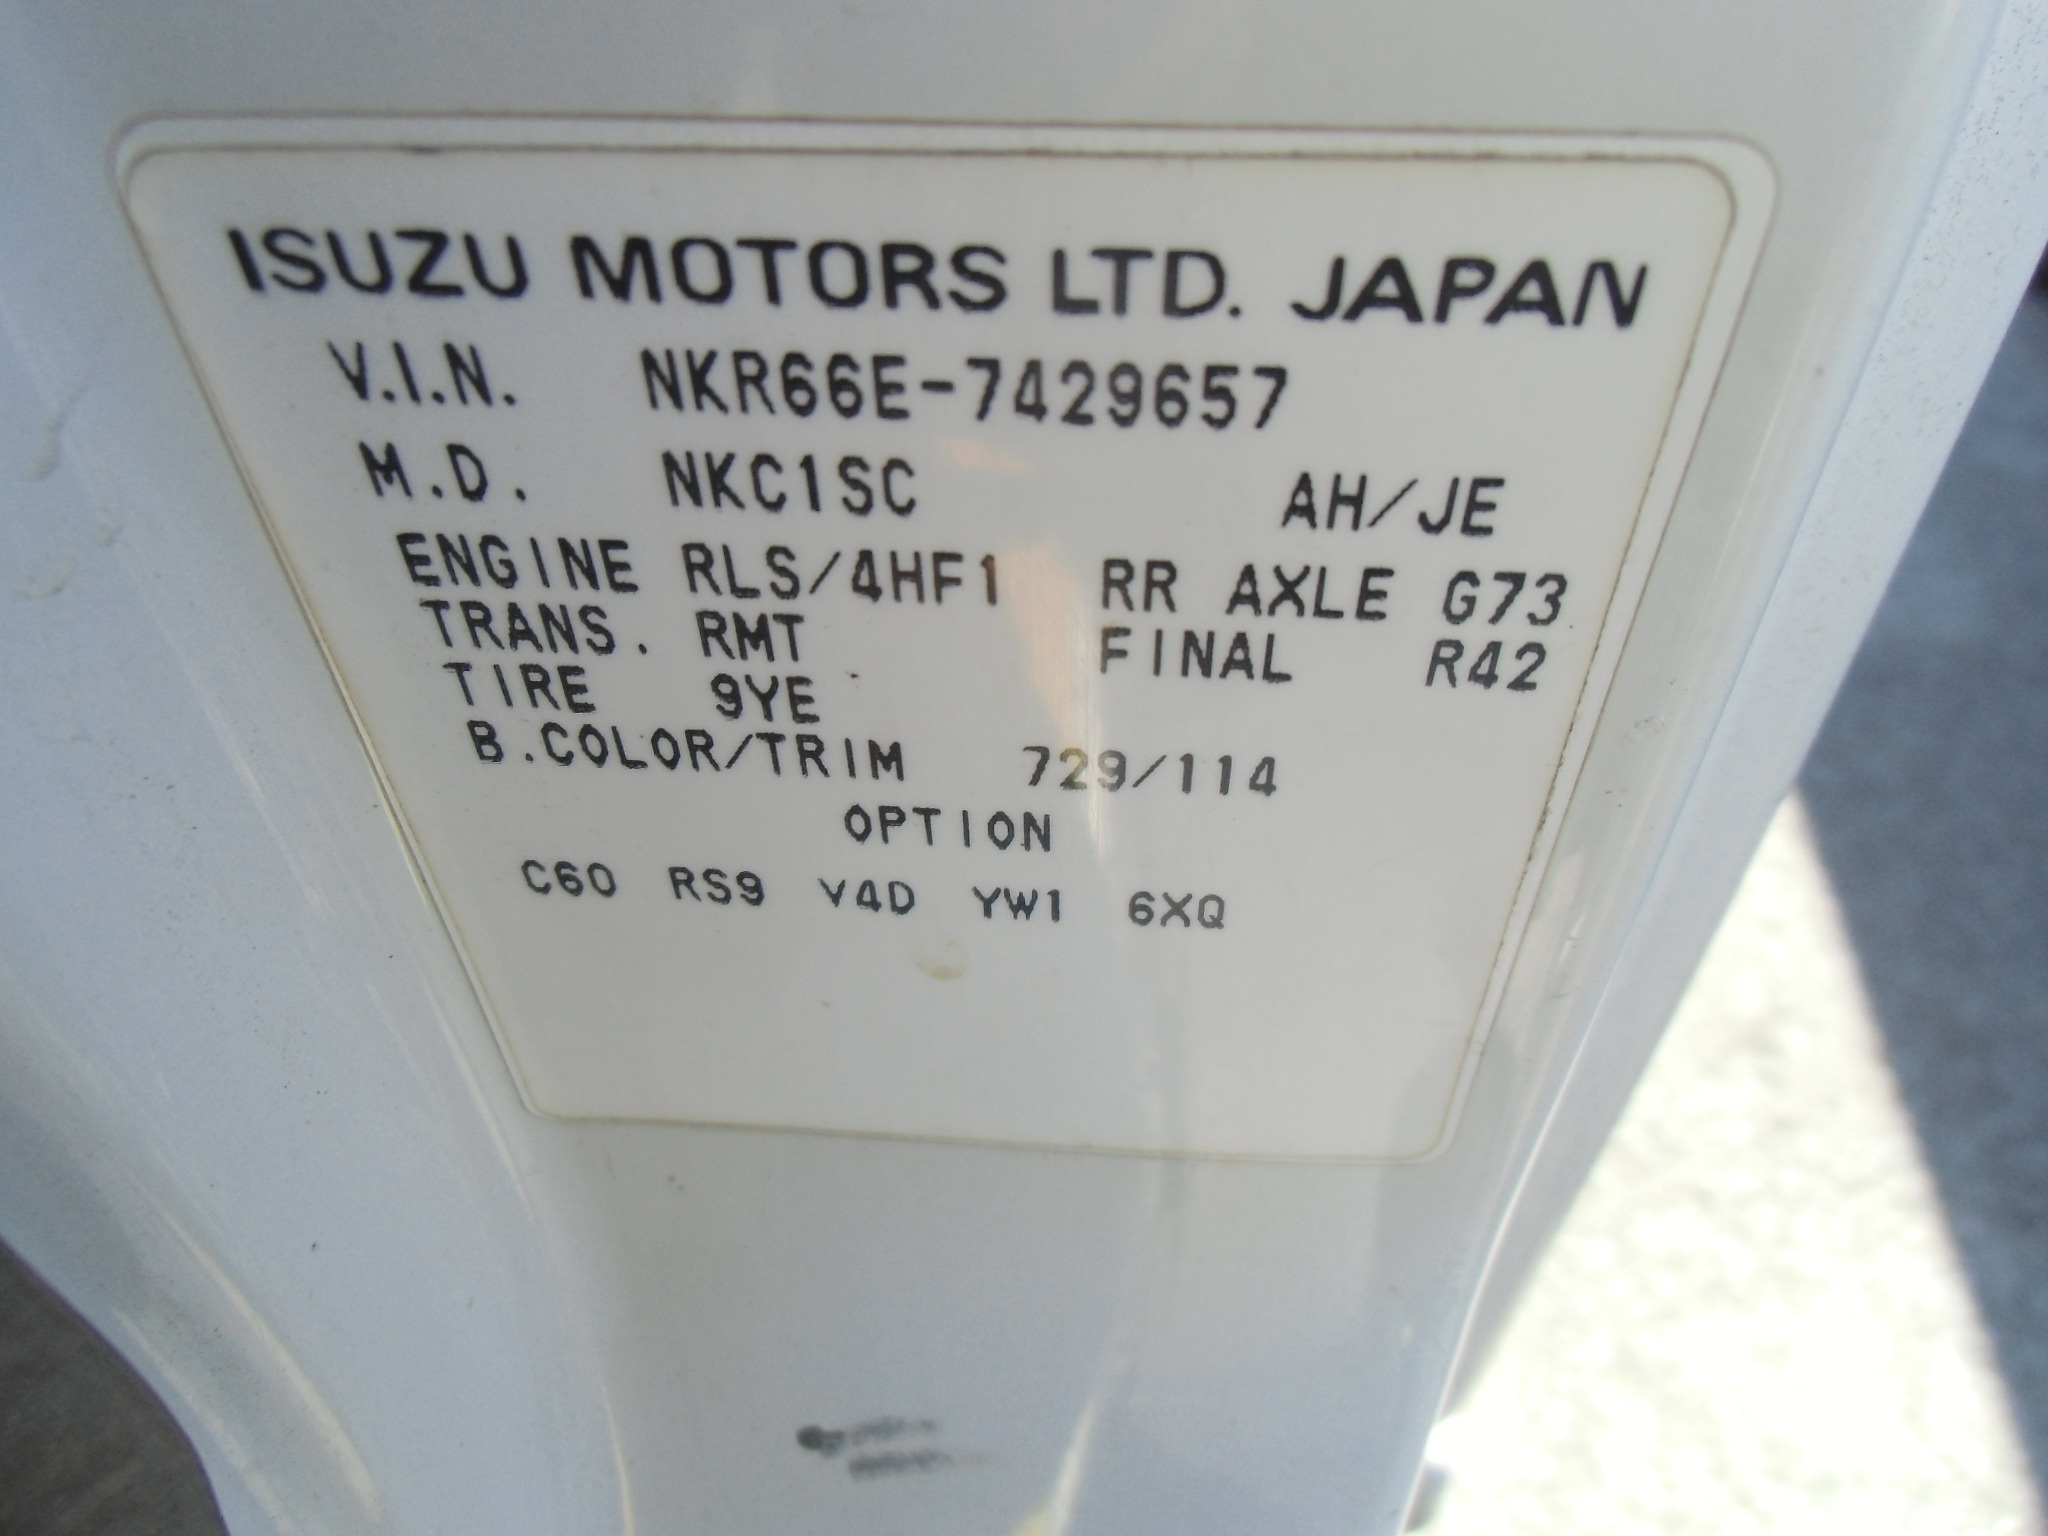 ISUZU MOTORS LTD. JAPAN
V.I.N. NKR66E-7429657
M.D. NKC1SC AH/JE
ENGINE RLS/4HF1 RR AXLE G73
TRANS. RMT FINAL R42
TIRE 9YE
B.COLOR/TRIM 729/114
OPTION
C60 RS9 V4D YW1 6XQ